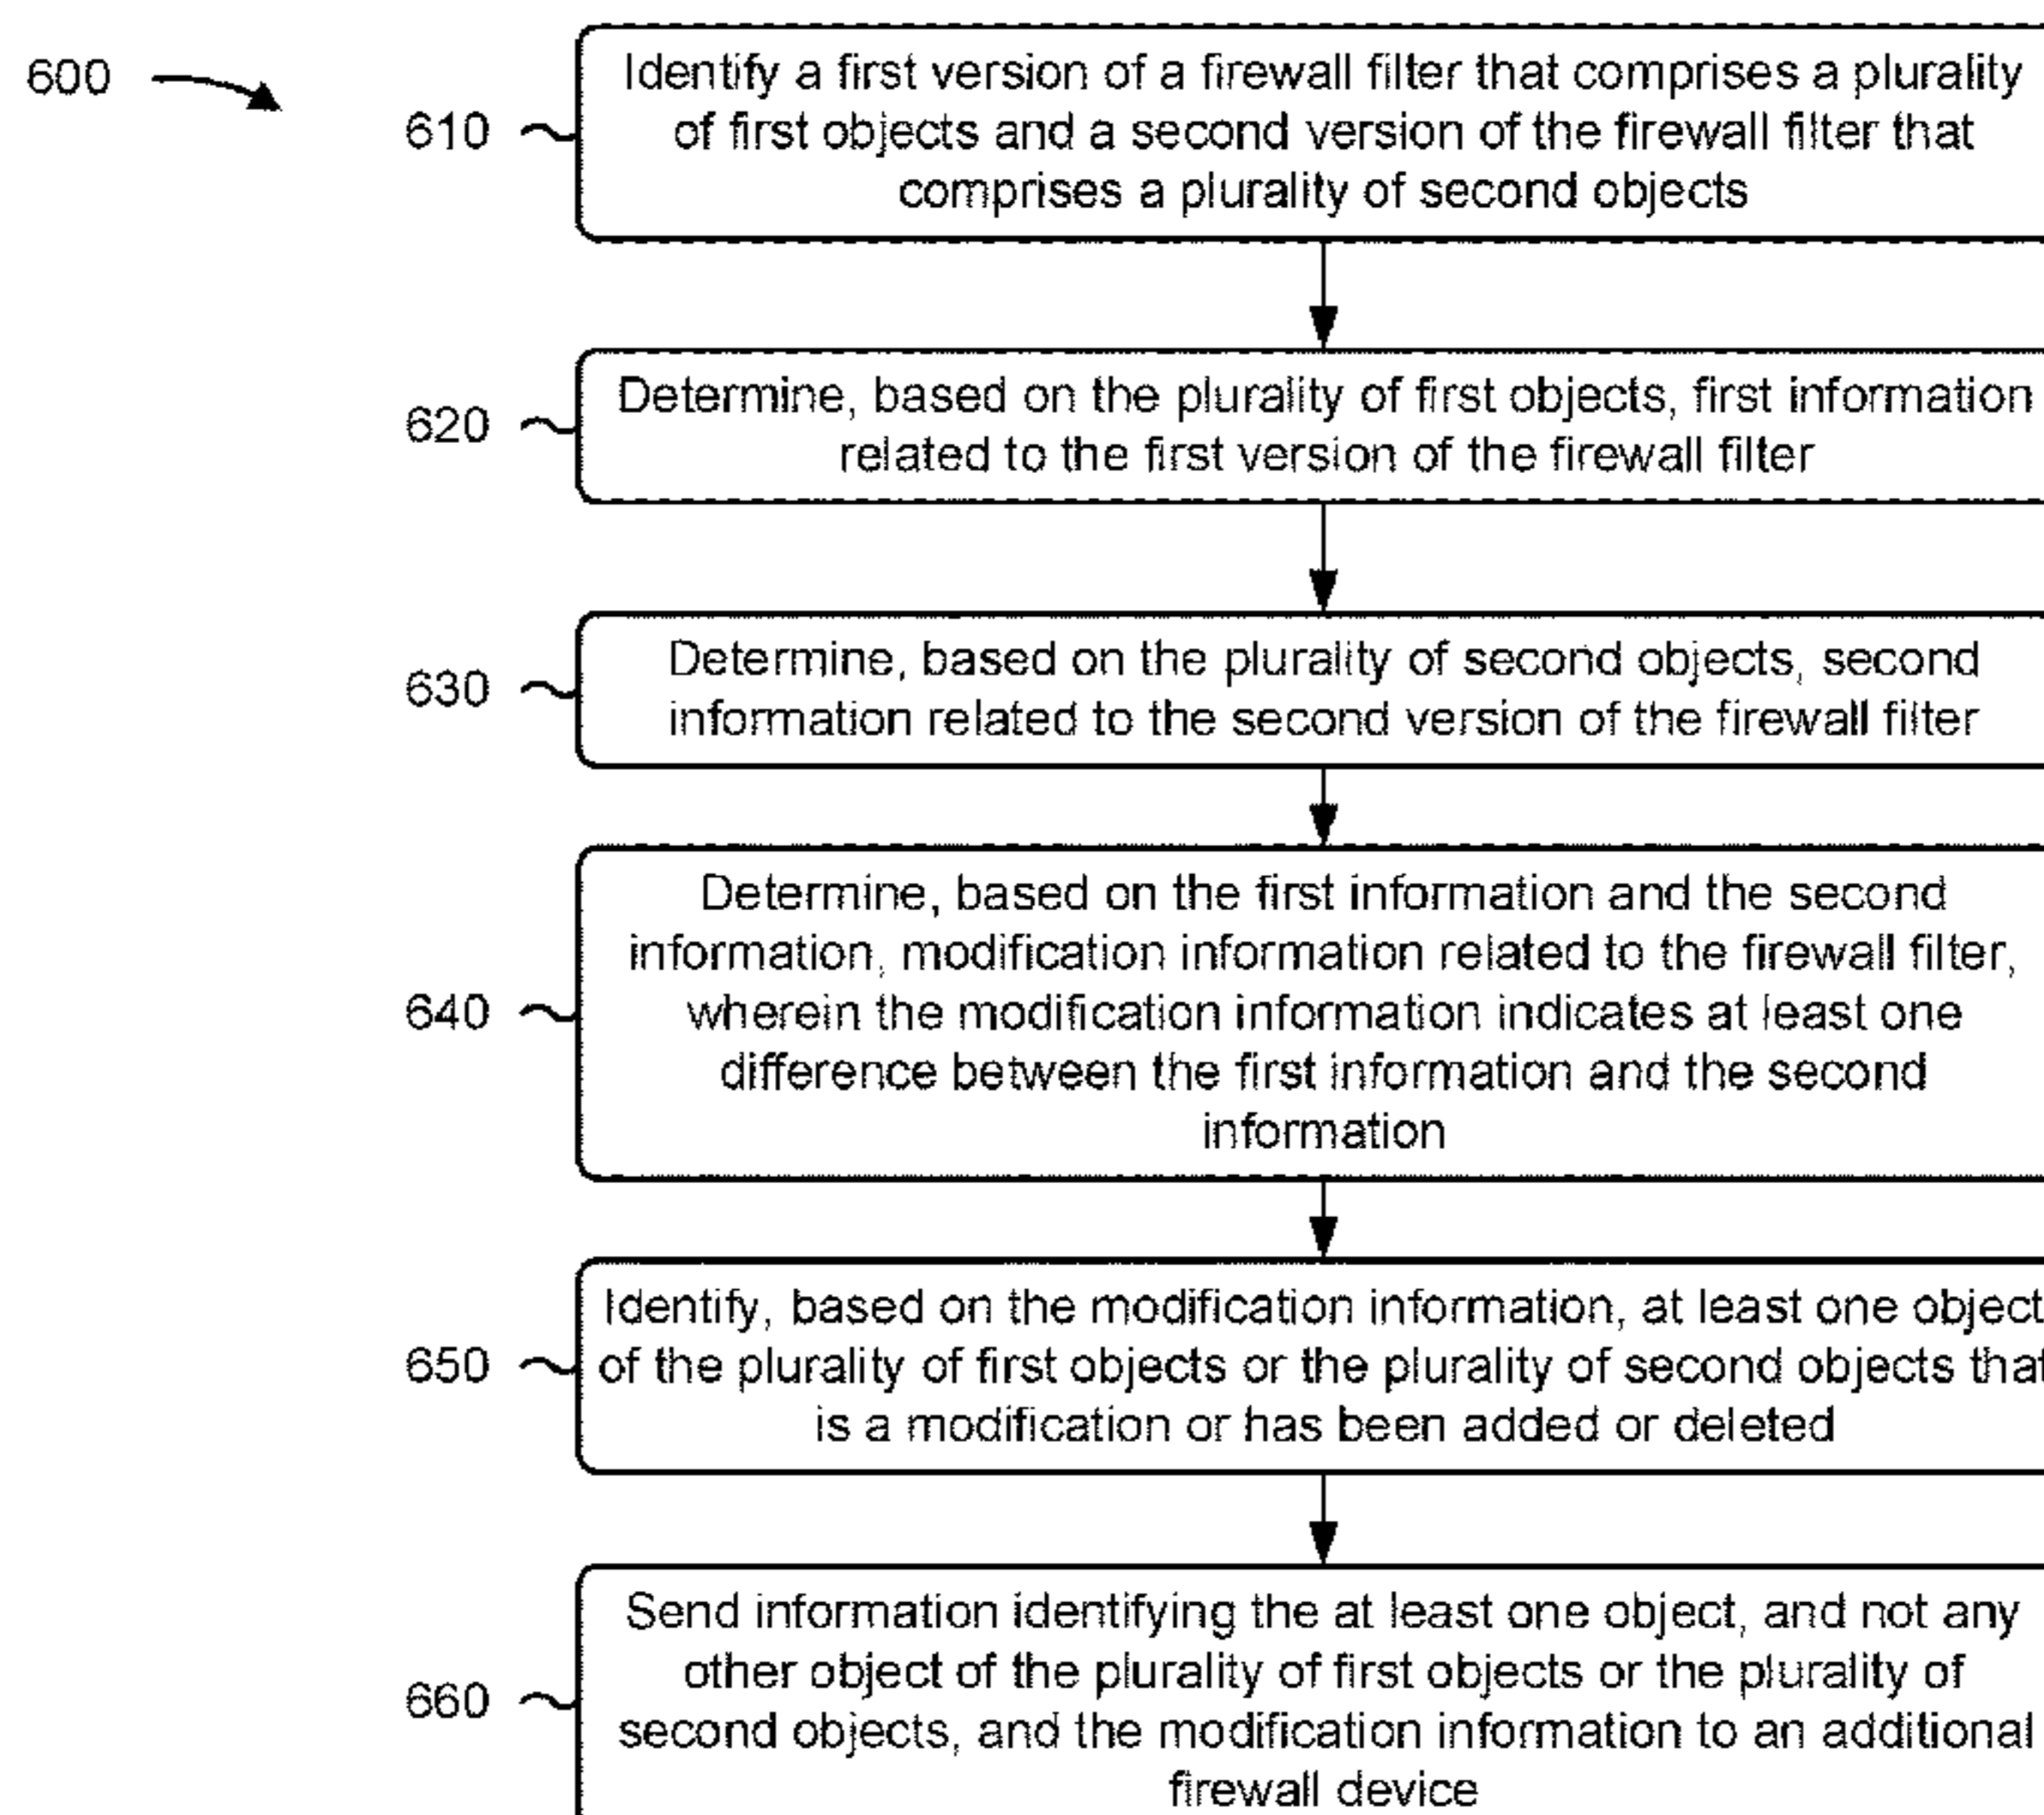 600
610
Identify a first version of a firewall filter that comprises a plurality
of first objects and a second version of the firewall filter that
comprises a plurality of second objects
620
Determine, based on the plurality of first objects, first information
related to the first version of the firewall filter
630
Determine, based on the plurality of second objects, second
information related to the second version of the firewall filter
640
Determine, based on the first information and the second
information, modification information related to the firewall filter,
wherein the modification information indicates at least one
difference between the first information and the second
information
650
Identify, based on the modification information, at least one object
of the plurality of first objects or the plurality of second objects that
is a modification or has been added or deleted
660
Send information identifying the at least one object, and not any
other object of the plurality of first objects or the plurality of
second objects, and the modification information to an additional
firewall device